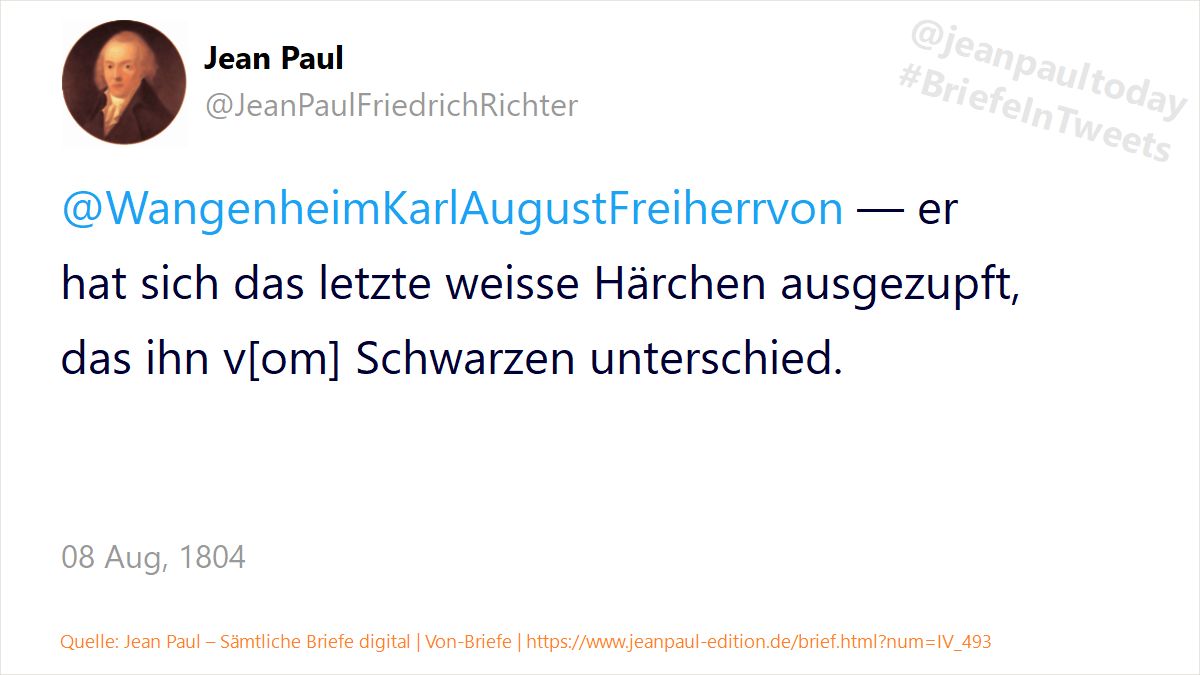 Jean Paul
@JeanPaulFriedrichRichter
@jeanpaultoday
#BriefeInTweets
@WangenheimKarlAugustFreiherrvon — er
hat sich das letzte weisse Härchen ausgezupft,
das ihn v[om] Schwarzen unterschied.
08 Aug, 1804
Quelle: Jean Paul – Sämtliche Briefe digital | Von-Briefe | https://www.jeanpaul-edition.de/brief.html?num=IV_493